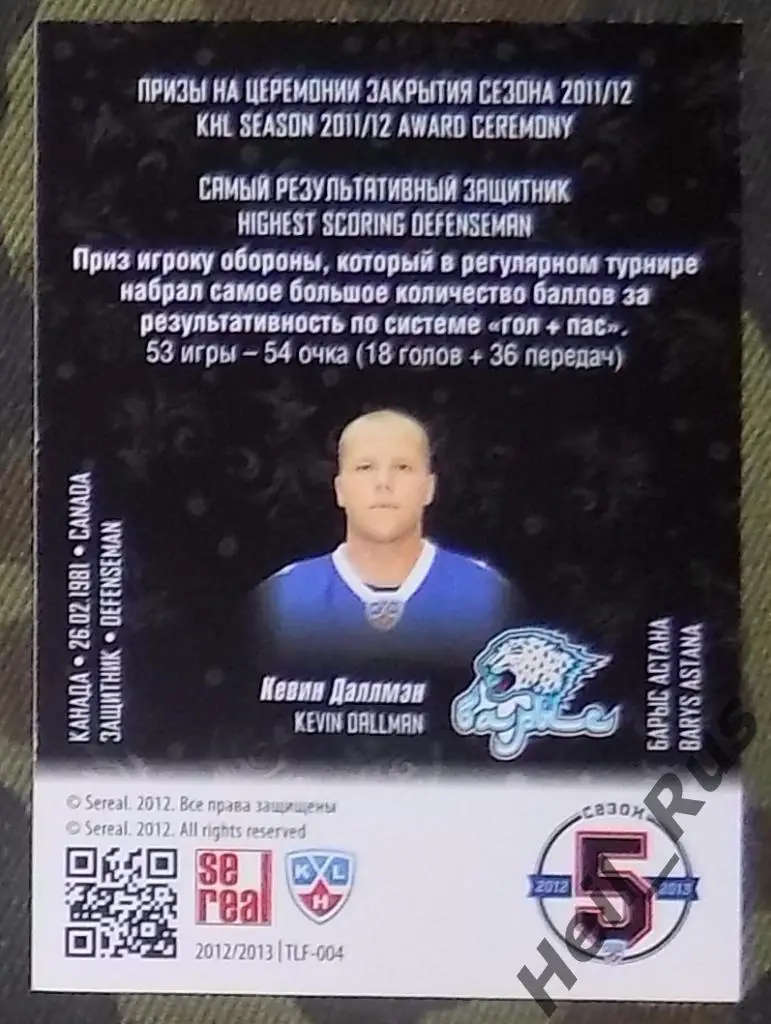 ПРИЗЫ НА ЦЕРЕМОНИИ ЗАКРЫТИЯ СЕЗОНА 2011/12
KHL SEASON 2011/12 AWARD CEREMONY
САМЫЙ РЕЗУЛЬТАТИВНЫЙ ЗАЩИТНИК
HIGHEST SCORING DEFENSEMAN
Приз игроку обороны, который в регулярном турнире
набрал самое большое количество баллов за
результативность по системе «гол + пас».
53 игры – 54 очка (18 голов + 36 передач)
КАНАДА • 26.02.1981 • CANADA
ЗАЩИТНИК • DEFENSEMAN
Кевин Даллмэн
KEVIN DALLMAN
барыс
БАРЫС АСТАНА
BARYS ASTANA
© Sereal. 2012. Все права защищены
© Sereal. 2012. All rights reserved
se
real
KHL
2012/2013 | TLF-004
СЕЗОН
5
2012 2013
Hell_Rus